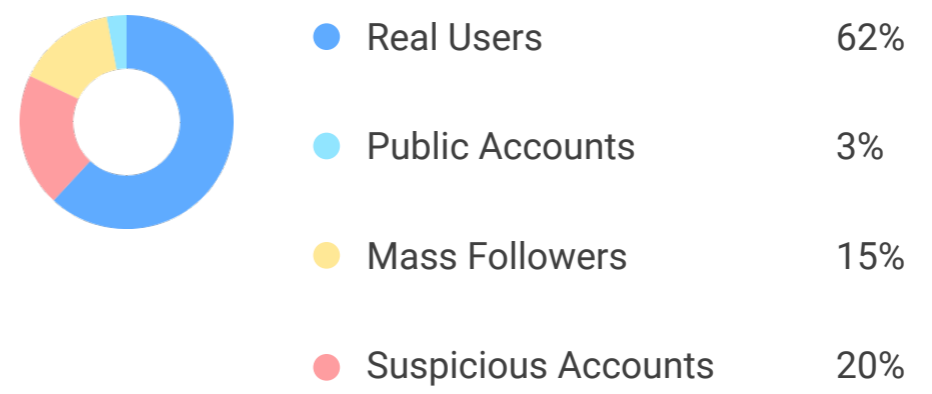 Real Users 62%
Public Accounts 3%
Mass Followers 15%
Suspicious Accounts 20%